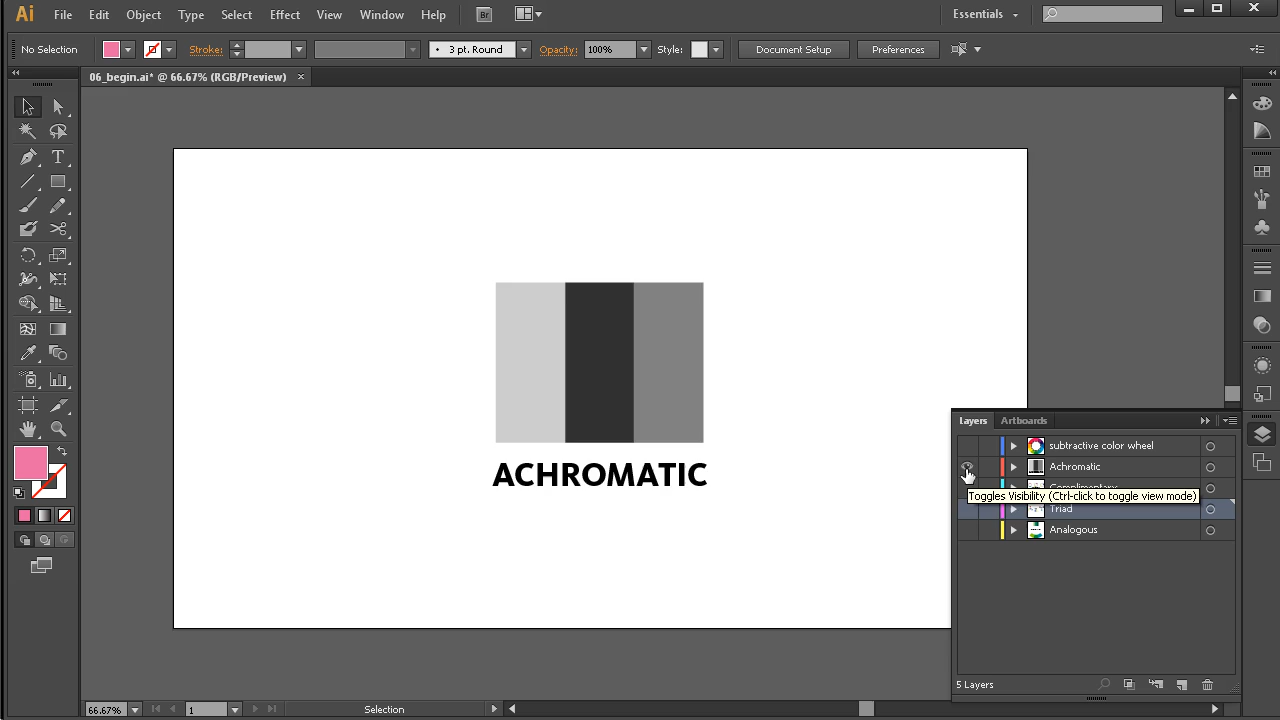 Ai File Edit Object Type Select Effect View Window Help Br Essentials
No Selection Stroke: 3 pt. Round Opacity: 100% Style: Document Setup Preferences
06_begin.ai* @ 66.67% (RGB/Preview)
ACHROMATIC
Layers Artboards
subtractive color wheel
Achromatic
Complimentary
Toggles Visibility (Ctrl-click to toggle view mode)
Triad
Analogous
5 Layers
66.67% 1 Selection